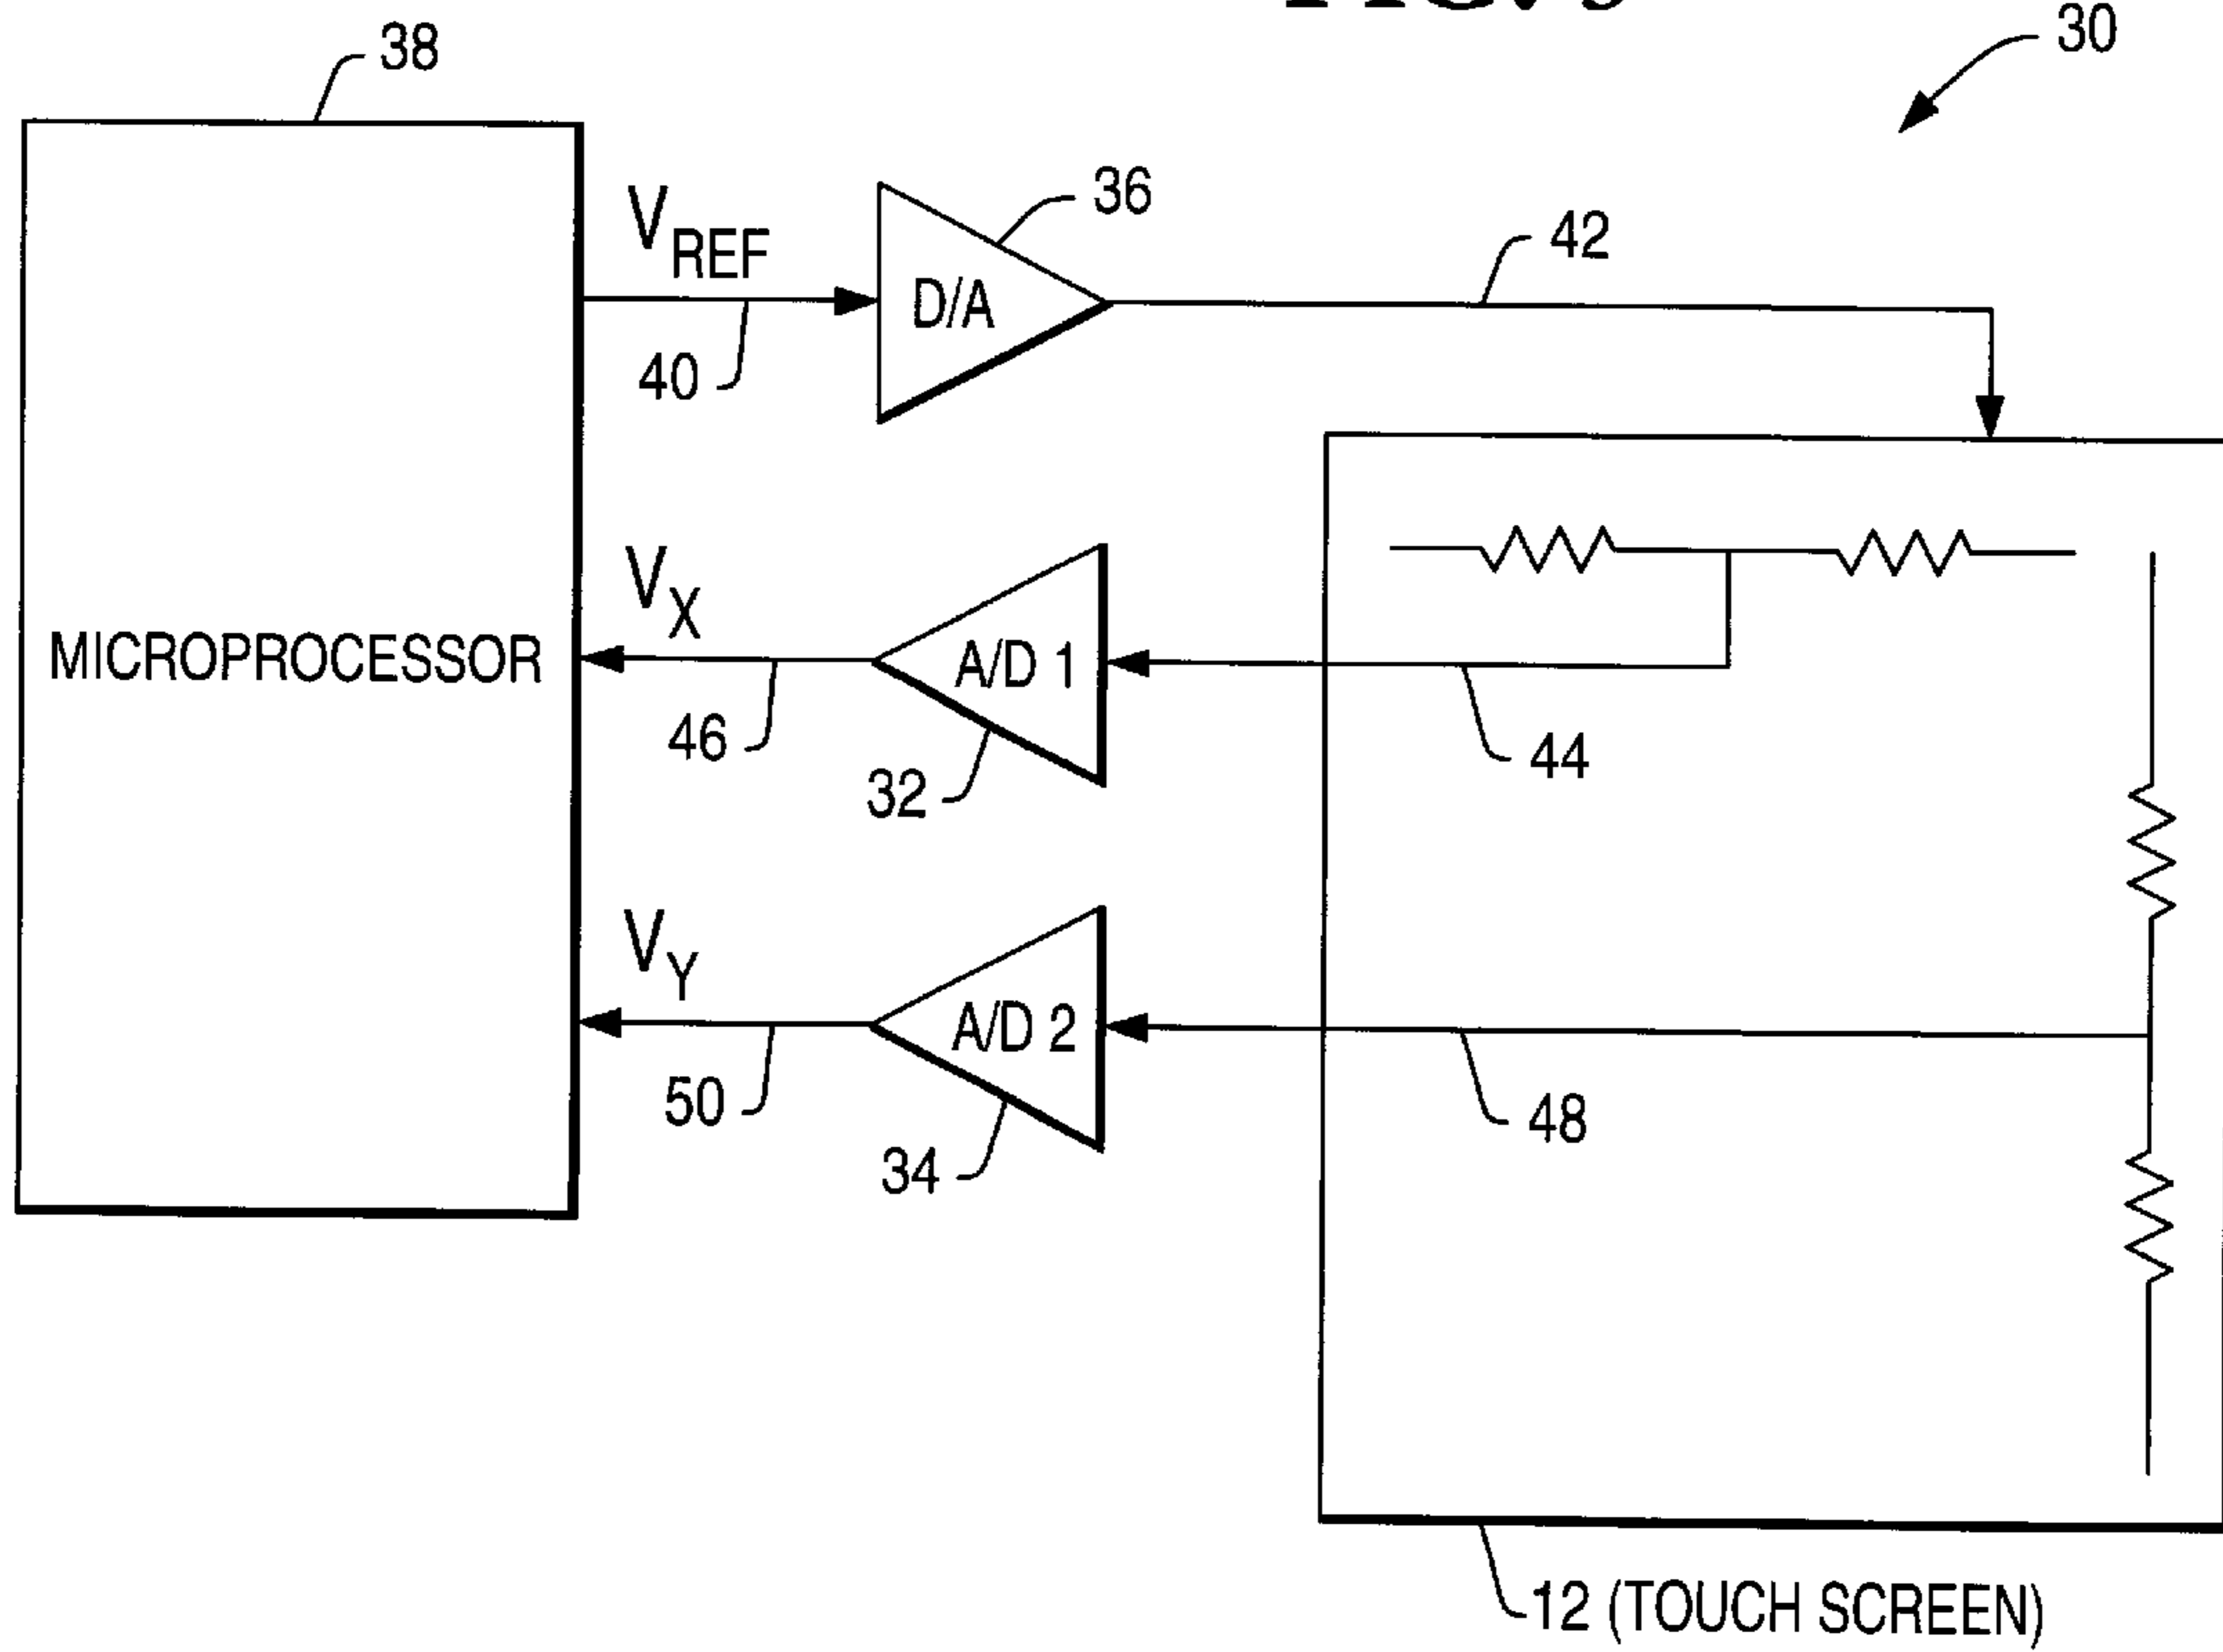 30
38
V REF
36
D/A
42
40
V X
MICROPROCESSOR
A/D 1
46
44
32
V Y
A/D 2
50
48
34
12 (TOUCH SCREEN)